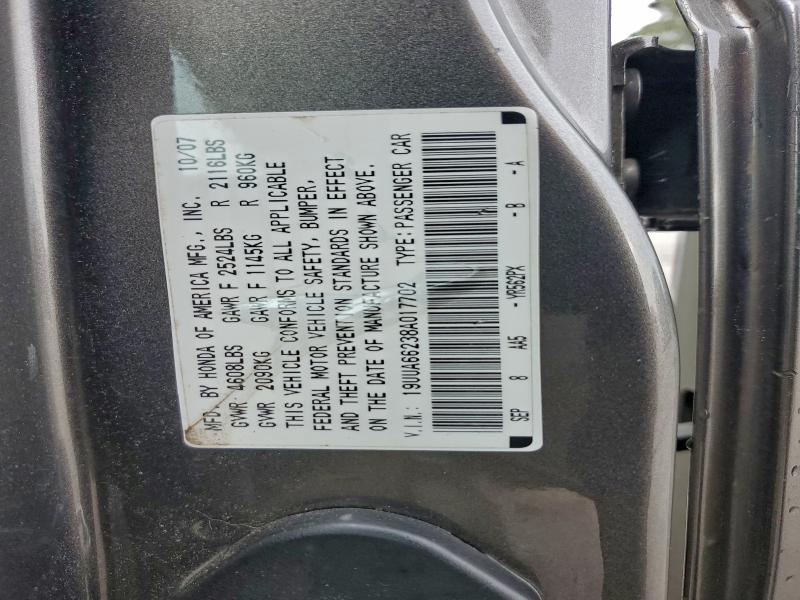 MFD. BY HONDA OF AMERICA MFG., INC. 10/07
GVWR 4608LBS GAWR F 2524LBS R 2116LBS
GVWR 2090KG GAWR F 1145KG R 960KG
THIS VEHICLE CONFORMS TO ALL APPLICABLE
FEDERAL MOTOR VEHICLE SAFETY, BUMPER,
AND THEFT PREVENTION STANDARDS IN EFFECT
ON THE DATE OF MANUFACTURE SHOWN ABOVE.
V.I.N.: 19UUA66238A017702 TYPE: PASSENGER CAR
SEP 8 AA5 -YR562PX -B -A